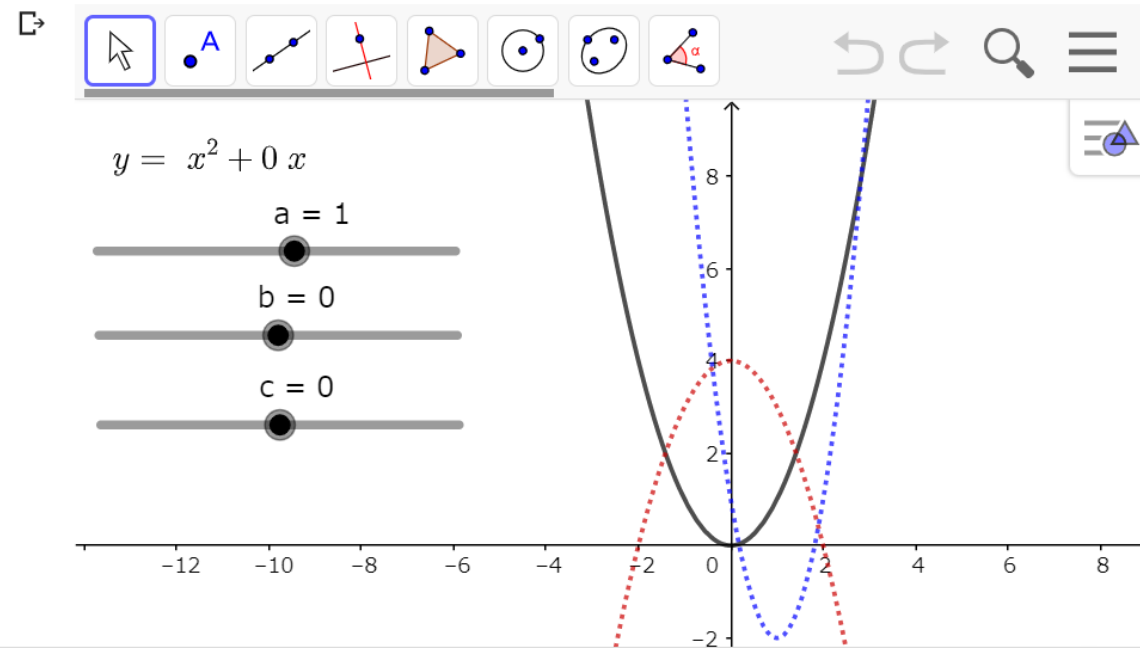 A
α
y = x² + 0 x
a = 1
b = 0
c = 0
8
6
4
2
−12 −10 −8 −6 −4 −2 0 2 4 6 8
−2